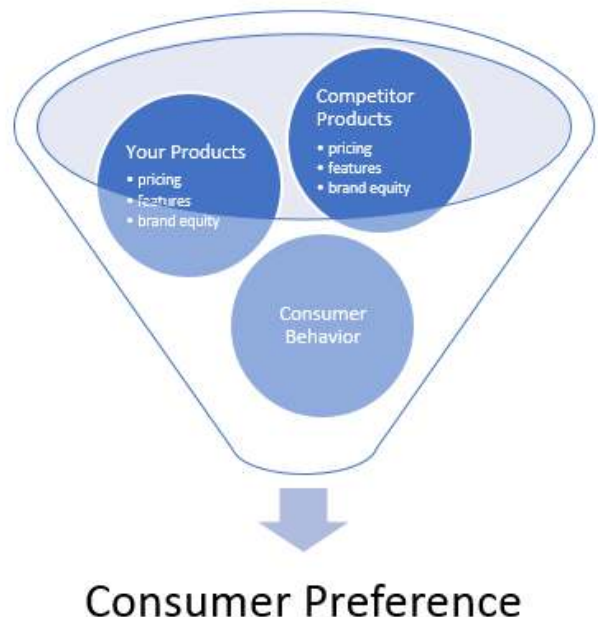 Your Products
• pricing
• features
• brand equity
Competitor
Products
• pricing
• features
• brand equity
Consumer
Behavior
Consumer Preference